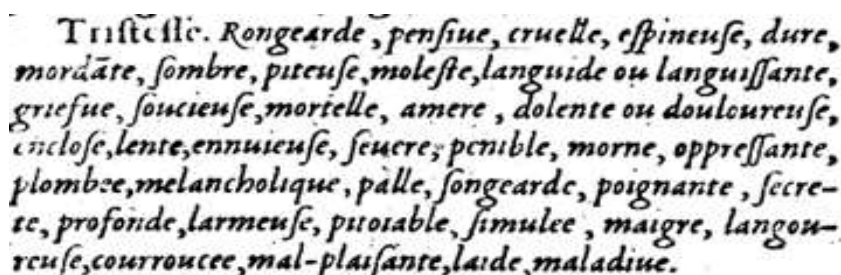 Triſteſſe. Rongearde, penſiue, cruelle, eſpineuſe, dure,
mordāte, ſombre, piteuſe, moleſte, languide ou languiſſante,
griefue, ſoucieuſe, mortelle, amere, dolente ou douloureuſe,
encloſe, lente, ennuieuſe, ſeuere, penible, morne, oppreſſante,
plombee, melancholique, palle, ſongearde, poignante, ſecre-
te, profonde, larmeuſe, pitoiable, ſimulee, maigre, langou-
reuſe, courroucee, mal-plaiſante, laide, maladiue.